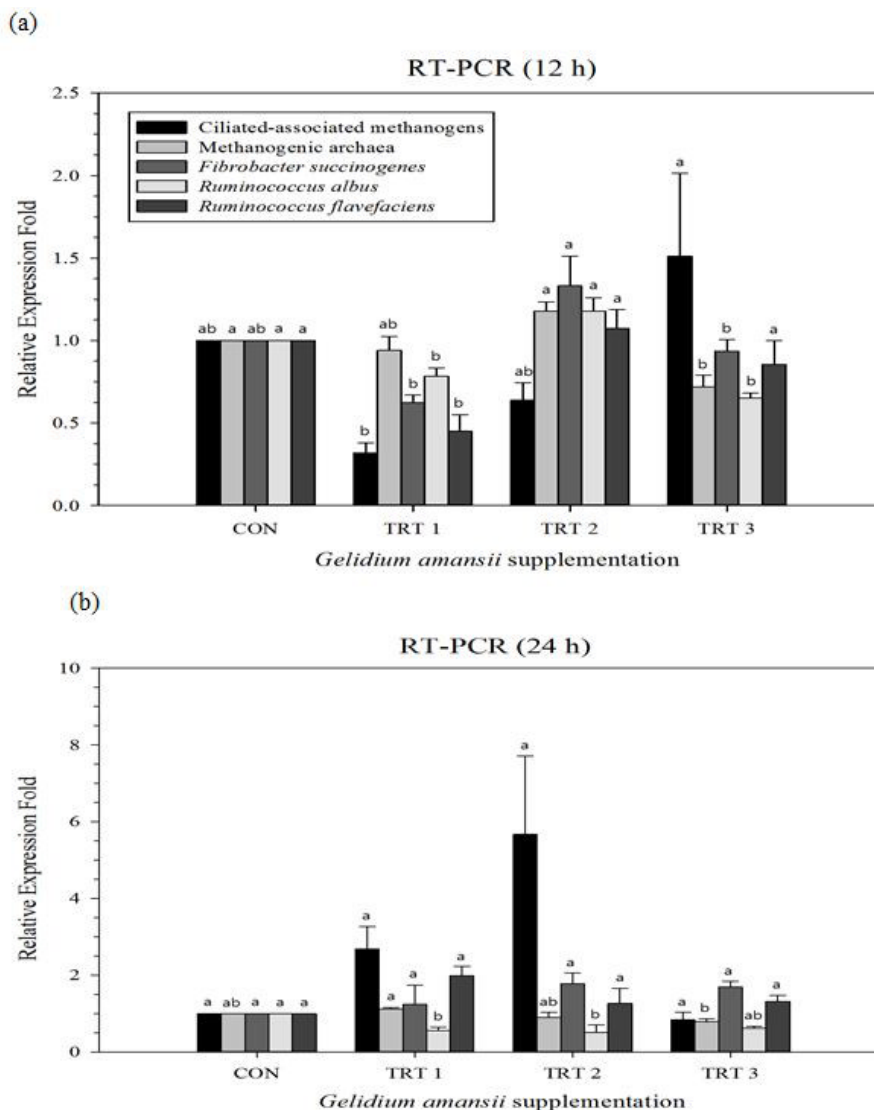 (a)
RT-PCR (12 h)
2.5
2.0
1.5
1.0
0.5
0.0
Relative Expression Fold
Ciliated-associated methanogens
Methanogenic archaea
Fibrobacter succinogenes
Ruminococcus albus
Ruminococcus flavefaciens
ab a ab a a
b ab b b b
ab a a a a
a b b b a
CON TRT 1 TRT 2 TRT 3
Gelidium amansii supplementation
(b)
RT-PCR (24 h)
10
8
6
4
2
0
Relative Expression Fold
a ab a a a
a a a b a
a ab a b a
a b a ab a
CON TRT 1 TRT 2 TRT 3
Gelidium amansii supplementation